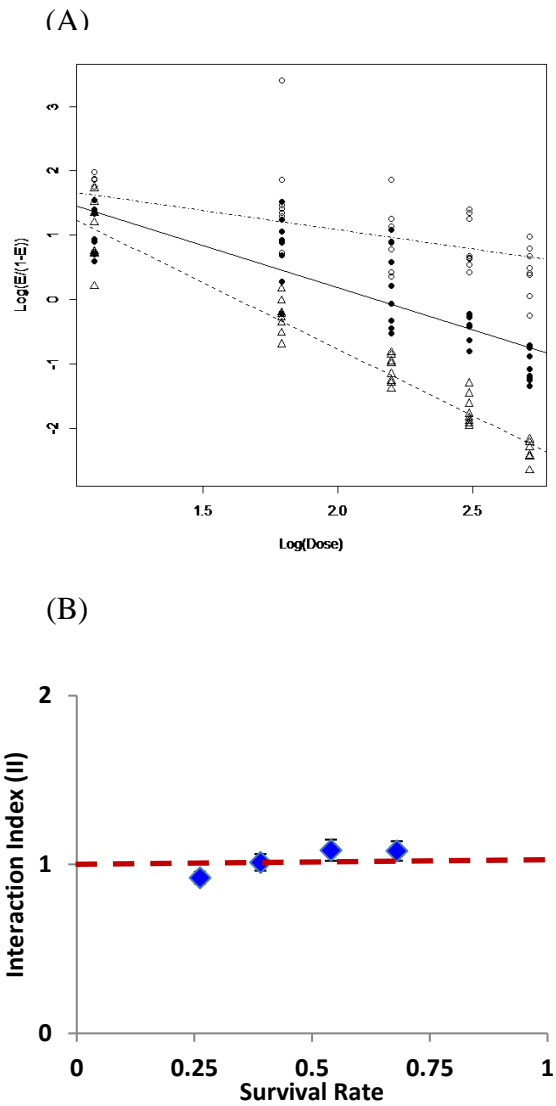 (A)
3
2
1
0
-1
-2
Log(E/(1-E))
1.5 2.0 2.5
Log(Dose)
(B)
2
1
0
Interaction Index (II)
0 0.25 0.5 0.75 1
Survival Rate